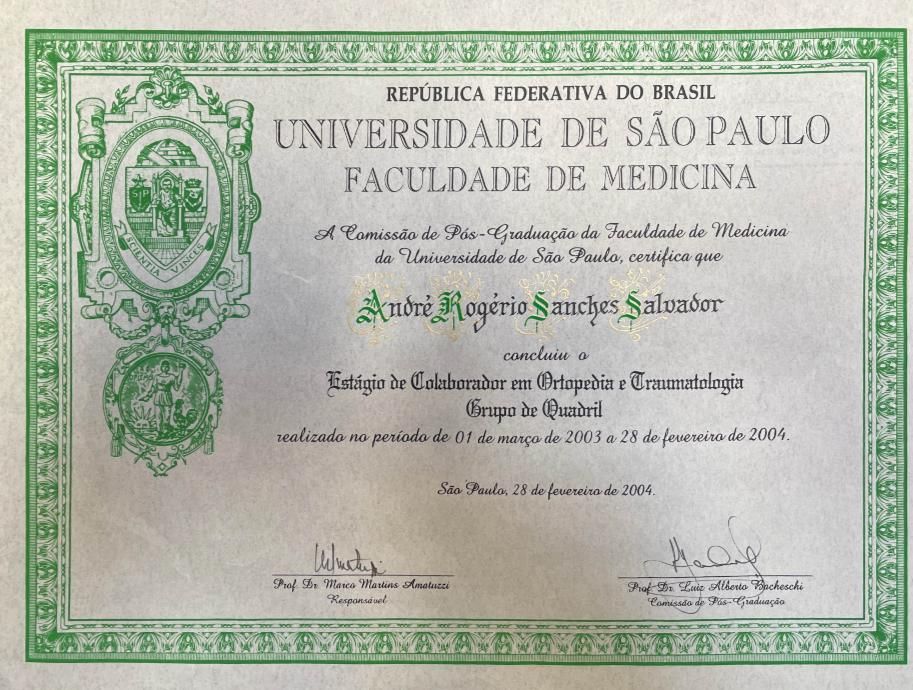 REPÚBLICA FEDERATIVA DO BRASIL
UNIVERSIDADE DE SÃO PAULO
FACULDADE DE MEDICINA
SP
SCIENTIA VINCES
A Comissão de Pós-Graduação da Faculdade de Medicina
da Universidade de São Paulo, certifica que
André Rogério Sanches Salvador
concluiu o
Estágio de Colaborador em Ortopedia e Traumatologia
Grupo de Quadril
realizado no período de 01 de março de 2003 a 28 de fevereiro de 2004.
São Paulo, 28 de fevereiro de 2004.
Prof. Dr. Marco Martins Amatuzzi
Responsável
Prof. Dr. Luiz Alberto Bacheschi
Comissão de Pós-Graduação